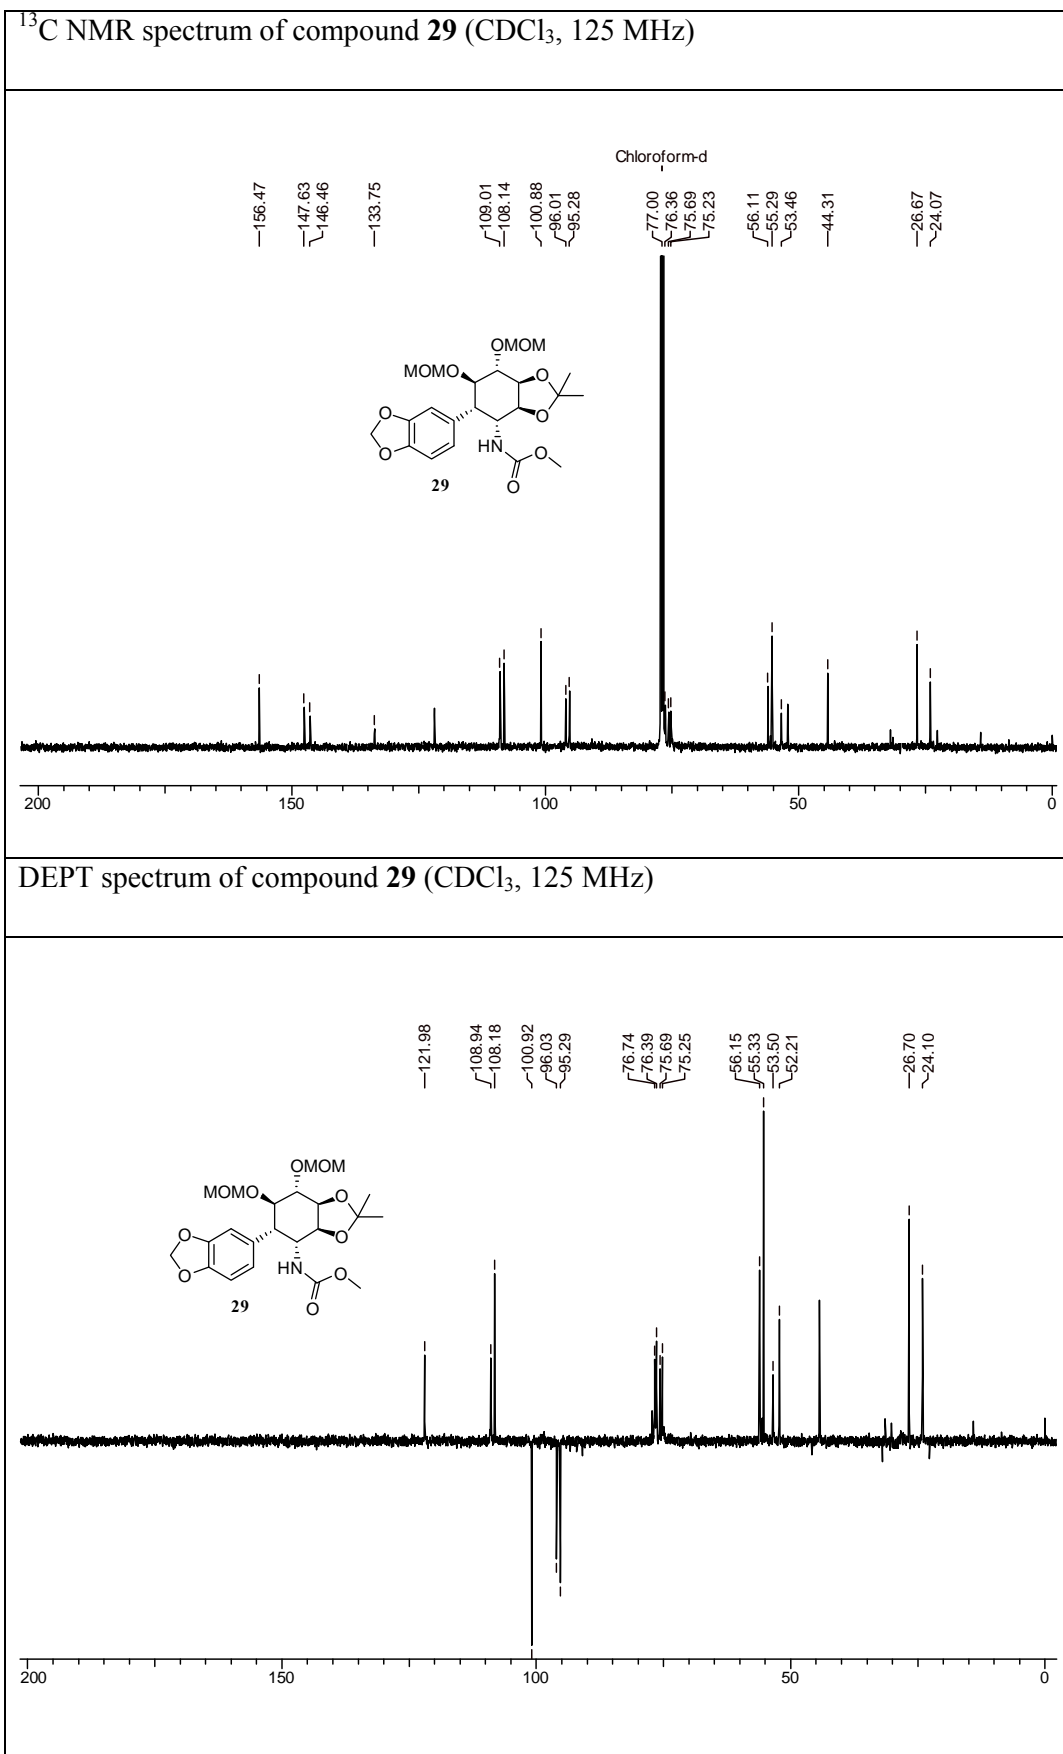 ¹³C NMR spectrum of compound 29 (CDCl₃, 125 MHz)
Chloroform-d
156.47
147.63
146.46
133.75
109.01
108.14
100.88
96.01
95.28
77.00
76.36
75.69
75.23
56.11
55.29
53.46
44.31
26.67
24.07
OMOM
MOMO
O
O
O
O
HN
O
O
29
200 150 100 50 0
DEPT spectrum of compound 29 (CDCl₃, 125 MHz)
121.98
108.94
108.18
100.92
96.03
95.29
76.74
76.39
75.69
75.25
56.15
55.33
53.50
52.21
26.70
24.10
OMOM
MOMO
O
O
O
O
HN
O
O
29
200 150 100 50 0